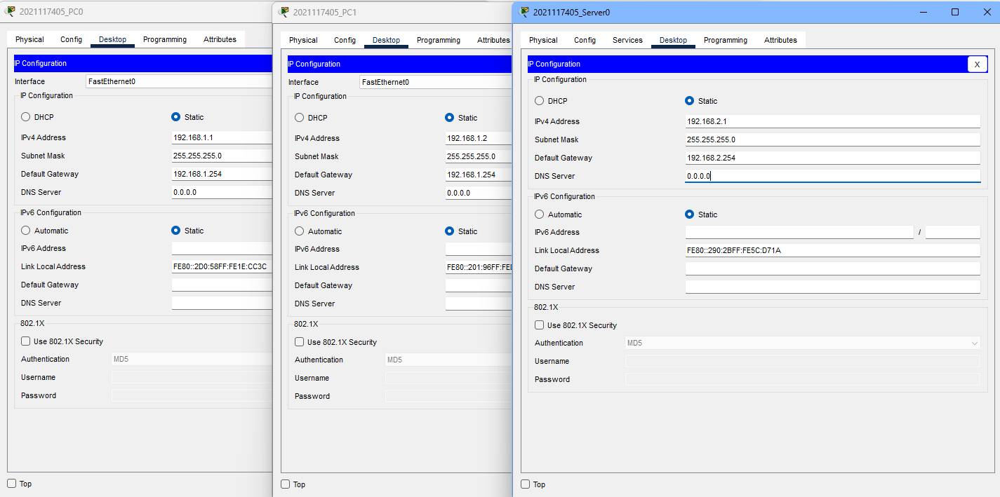 2021117405_PC0
Physical Config Desktop Programming Attributes
IP Configuration
Interface FastEthernet0
IP Configuration
DHCP Static
IPv4 Address 192.168.1.1
Subnet Mask 255.255.255.0
Default Gateway 192.168.1.254
DNS Server 0.0.0.0
IPv6 Configuration
Automatic Static
IPv6 Address
Link Local Address FE80::2D0:58FF:FE1E:CC3C
Default Gateway
DNS Server
802.1X
Use 802.1X Security
Authentication MD5
Username
Password
Top
2021117405_PC1
Physical Config Desktop Programming Attributes
IP Configuration
Interface FastEthernet0
IP Configuration
DHCP Static
IPv4 Address 192.168.1.2
Subnet Mask 255.255.255.0
Default Gateway 192.168.1.254
DNS Server 0.0.0.0
IPv6 Configuration
Automatic Static
IPv6 Address
Link Local Address FE80::201:96FF:FE
Default Gateway
DNS Server
802.1X
Use 802.1X Security
Authentication MD5
Username
Password
Top
2021117405_Server0
Physical Config Services Desktop Programming Attributes
IP Configuration X
IP Configuration
DHCP Static
IPv4 Address 192.168.2.1
Subnet Mask 255.255.255.0
Default Gateway 192.168.2.254
DNS Server 0.0.0.0
IPv6 Configuration
Automatic Static
IPv6 Address /
Link Local Address FE80::290:2BFF:FE5C:D71A
Default Gateway
DNS Server
802.1X
Use 802.1X Security
Authentication MD5
Username
Password
Top